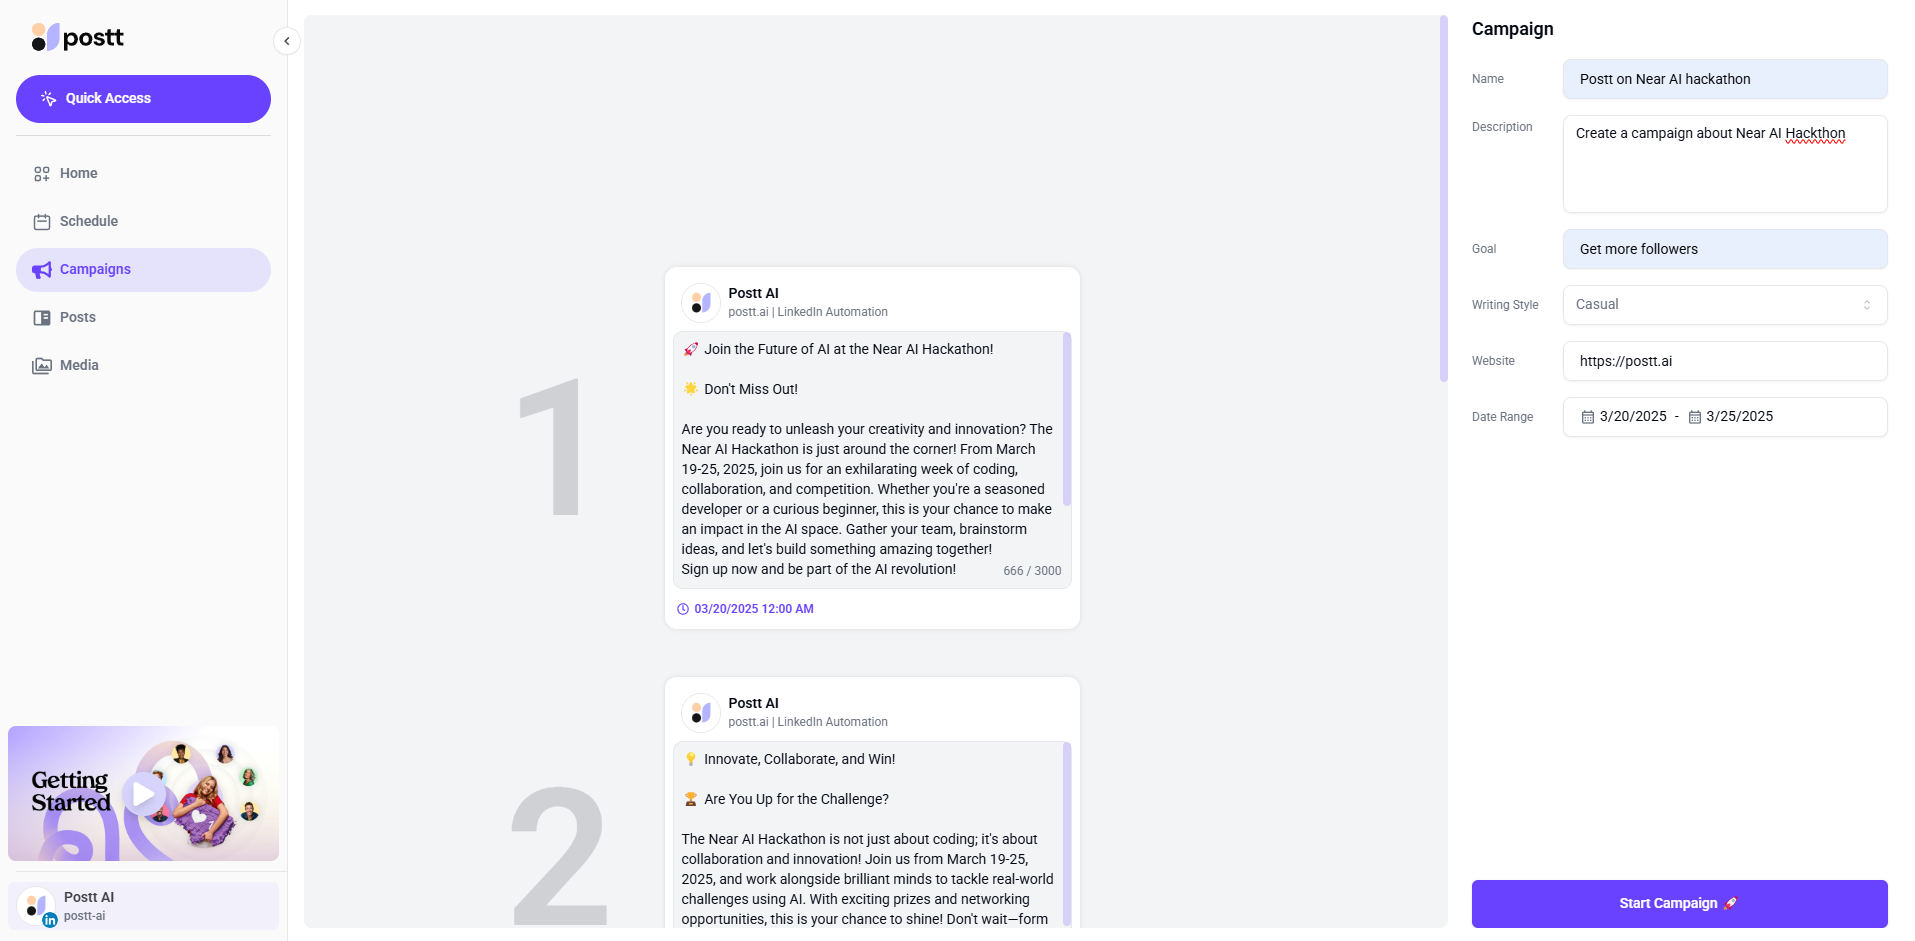 postt
Quick Access
Home
Schedule
Campaigns
Posts
Media
Getting
Started
Postt AI
in
postt-ai
1
Postt AI
postt.ai | LinkedIn Automation
🚀 Join the Future of AI at the Near AI Hackathon!
🌟 Don't Miss Out!
Are you ready to unleash your creativity and innovation? The
Near AI Hackathon is just around the corner! From March
19-25, 2025, join us for an exhilarating week of coding,
collaboration, and competition. Whether you're a seasoned
developer or a curious beginner, this is your chance to make
an impact in the AI space. Gather your team, brainstorm
ideas, and let's build something amazing together!
Sign up now and be part of the AI revolution!
666 / 3000
03/20/2025 12:00 AM
2
Postt AI
postt.ai | LinkedIn Automation
💡 Innovate, Collaborate, and Win!
🏆 Are You Up for the Challenge?
The Near AI Hackathon is not just about coding; it's about
collaboration and innovation! Join us from March 19-25,
2025, and work alongside brilliant minds to tackle real-world
challenges using AI. With exciting prizes and networking
opportunities, this is your chance to shine! Don't wait—form
Campaign
Name
Postt on Near AI hackathon
Description
Create a campaign about Near AI Hackthon
Goal
Get more followers
Writing Style
Casual
Website
https://postt.ai
Date Range
3/20/2025 - 3/25/2025
Start Campaign 🚀